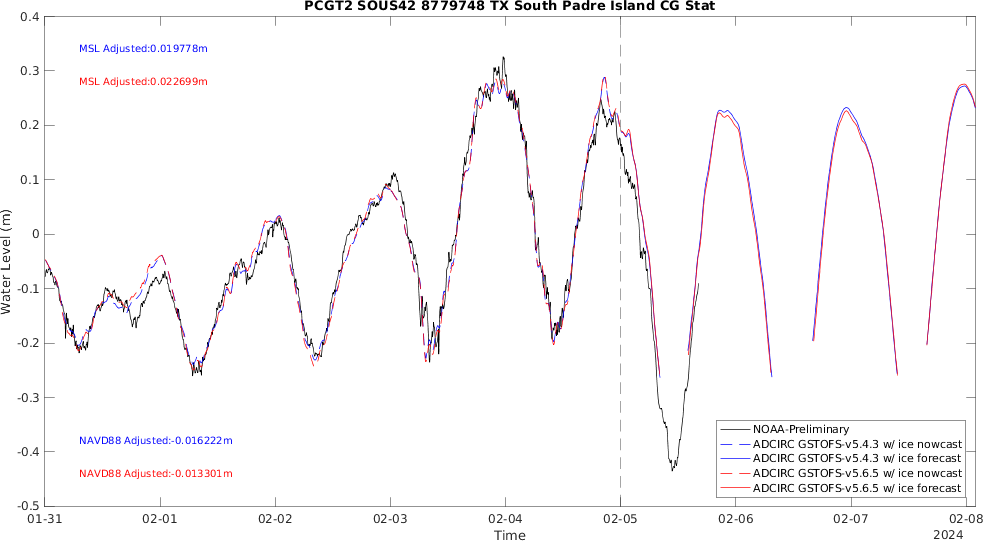 PCGT2 SOUS42 8779748 TX South Padre Island CG Stat
0.4
0.3
0.2
0.1
0
-0.1
-0.2
-0.3
-0.4
-0.5
Water Level (m)
MSL Adjusted:0.019778m
MSL Adjusted:0.022699m
NAVD88 Adjusted:-0.016222m
NAVD88 Adjusted:-0.013301m
NOAA-Preliminary
ADCIRC GSTOFS-v5.4.3 w/ ice nowcast
ADCIRC GSTOFS-v5.4.3 w/ ice forecast
ADCIRC GSTOFS-v5.6.5 w/ ice nowcast
ADCIRC GSTOFS-v5.6.5 w/ ice forecast
01-31 02-01 02-02 02-03 02-04 02-05 02-06 02-07 02-08
Time
2024